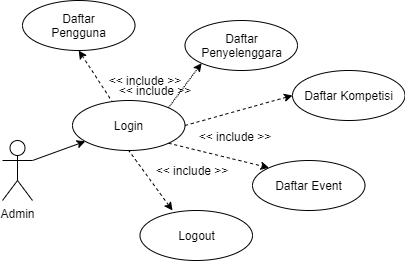 Daftar
Pengguna
Daftar
Penyelenggara
<< include >>
<< include >>
Daftar Kompetisi
Login
<< include >>
<< include >>
Daftar Event
Admin
Logout